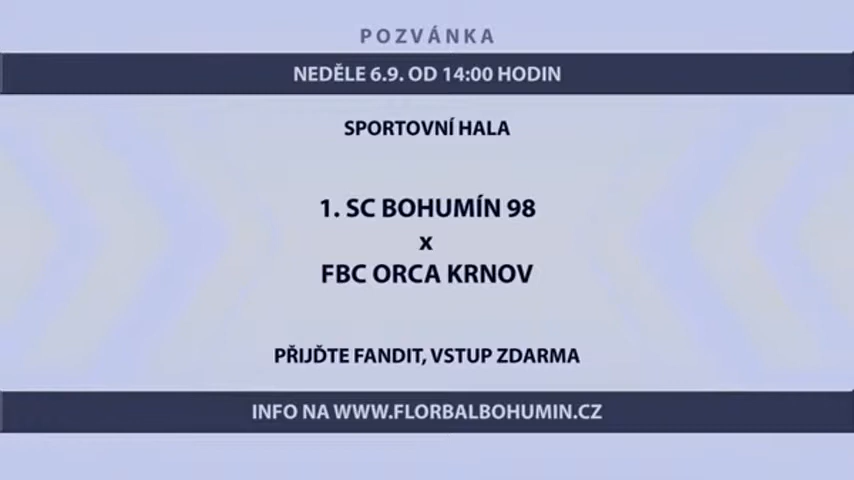 POZVÁNKA
NEDĚLE 6.9. OD 14:00 HODIN
SPORTOVNÍ HALA
1. SC BOHUMÍN 98
x
FBC ORCA KRNOV
PŘIJĎTE FANDIT, VSTUP ZDARMA
INFO NA WWW.FLORBALBOHUMIN.CZ